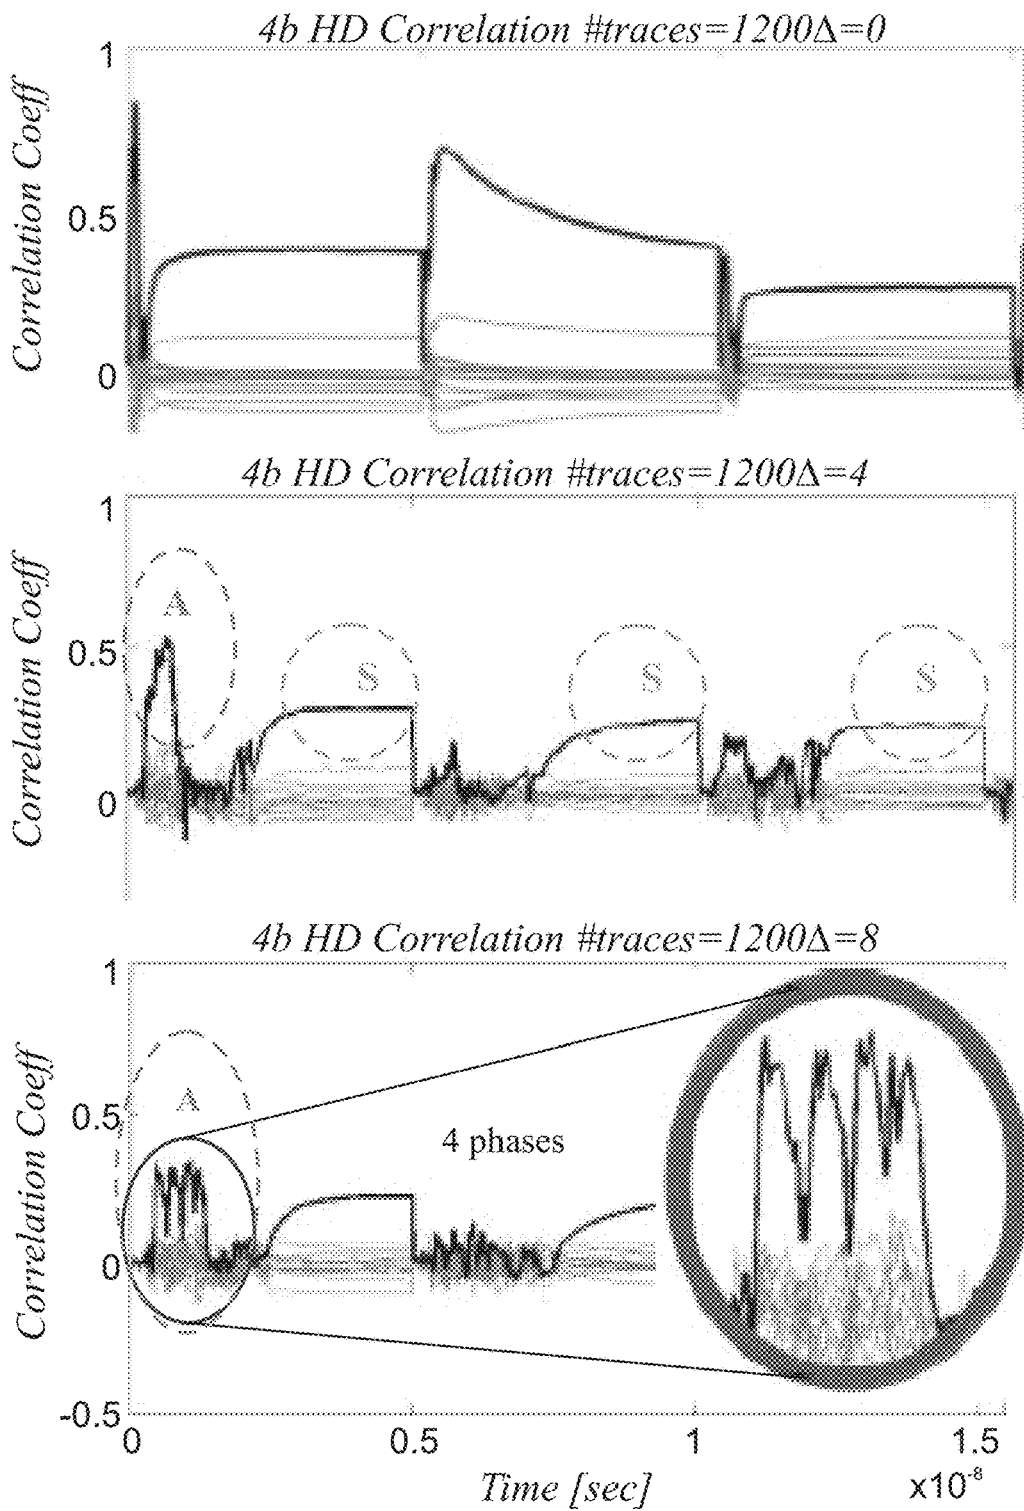 4b HD Correlation #traces=1200Δ=0
1
0.5
0
Correlation Coeff
4b HD Correlation #traces=1200Δ=4
1
0.5
0
Correlation Coeff
A
S
S
S
4b HD Correlation #traces=1200Δ=8
1
0.5
0
-0.5
Correlation Coeff
A
4 phases
0 0.5 1 1.5
Time [sec]
x10⁻⁸